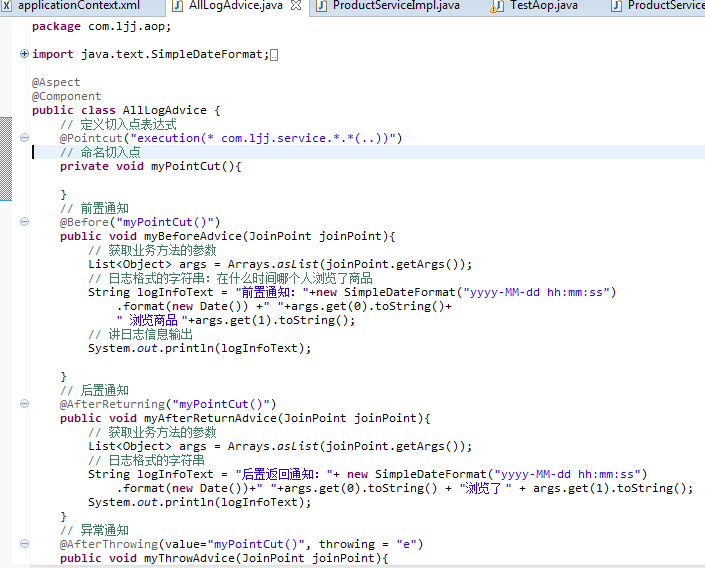 applicationContext.xml AllLogAdvice.java ProductServiceImpl.java TestAop.java ProductService
package com.ljj.aop;
import java.text.SimpleDateFormat;
@Aspect
@Component
public class AllLogAdvice {
// 定义切入点表达式
@Pointcut("execution(* com.ljj.service.*.*(..))")
// 命名切入点
private void myPointCut(){
}
// 前置通知
@Before("myPointCut()")
public void myBeforeAdvice(JoinPoint joinPoint){
// 获取业务方法的参数
List<Object> args = Arrays.asList(joinPoint.getArgs());
// 日志格式的字符串：在什么时间哪个人浏览了商品
String logInfoText = "前置通知："+new SimpleDateFormat("yyyy-MM-dd hh:mm:ss")
.format(new Date()) +" "+args.get(0).toString()+
" 浏览商品 "+args.get(1).toString();
// 讲日志信息输出
System.out.println(logInfoText);
}
// 后置通知
@AfterReturning("myPointCut()")
public void myAfterReturnAdvice(JoinPoint joinPoint){
// 获取业务方法的参数
List<Object> args = Arrays.asList(joinPoint.getArgs());
// 日志格式的字符串
String logInfoText = "后置返回通知："+ new SimpleDateFormat("yyyy-MM-dd hh:mm:ss")
.format(new Date())+" "+args.get(0).toString() + "浏览了 " + args.get(1).toString();
System.out.println(logInfoText);
}
// 异常通知
@AfterThrowing(value="myPointCut()", throwing = "e")
public void myThrowAdvice(JoinPoint joinPoint){